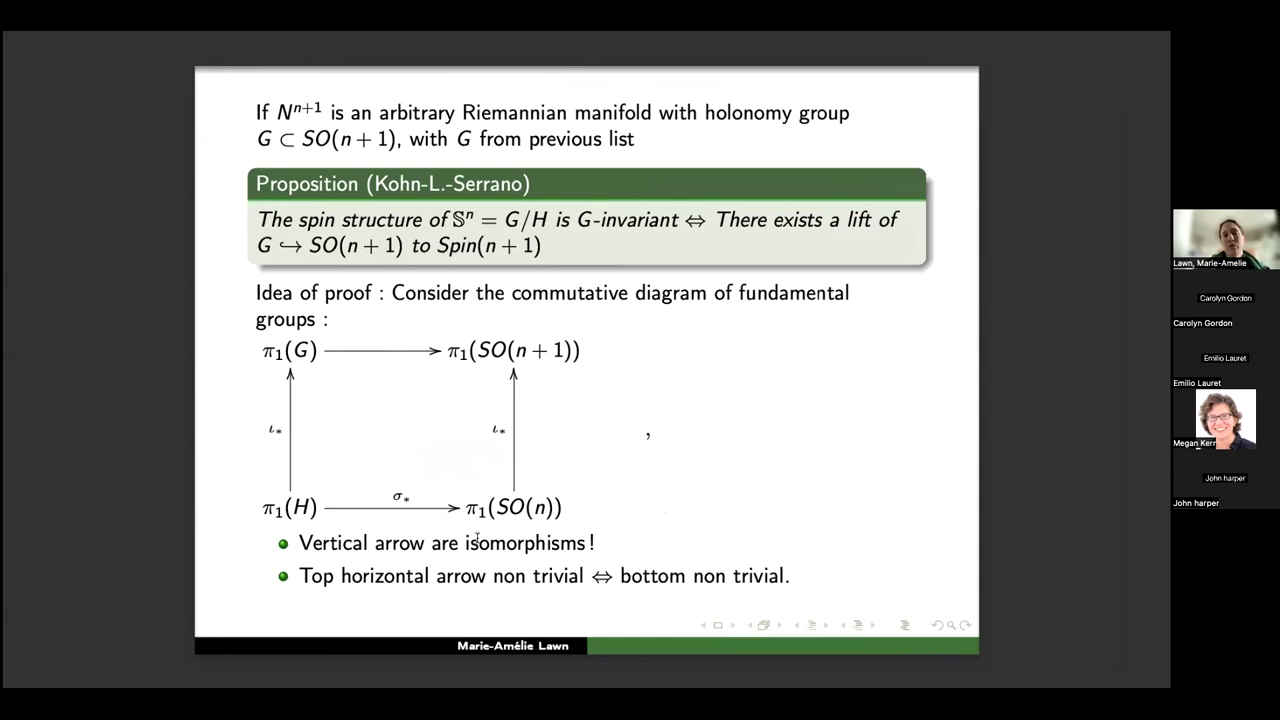 If Nⁿ⁺¹ is an arbitrary Riemannian manifold with holonomy group
G ⊂ SO(n + 1), with G from previous list
Proposition (Kohn-L.-Serrano)
The spin structure of 𝕊ⁿ = G/H is G-invariant ⇔ There exists a lift of
G ↪ SO(n + 1) to Spin(n + 1)
Idea of proof : Consider the commutative diagram of fundamental
groups :
π₁(G) → π₁(SO(n + 1))
ι* ι* ,
π₁(H) σ* → π₁(SO(n))
Vertical arrow are isomorphisms !
Top horizontal arrow non trivial ⇔ bottom non trivial.
Marie-Amélie Lawn
Lawn, Marie-Amelie
Carolyn Gordon
Carolyn Gordon
Emilio Lauret
Emilio Lauret
Megan Kerr
John harper
John harper